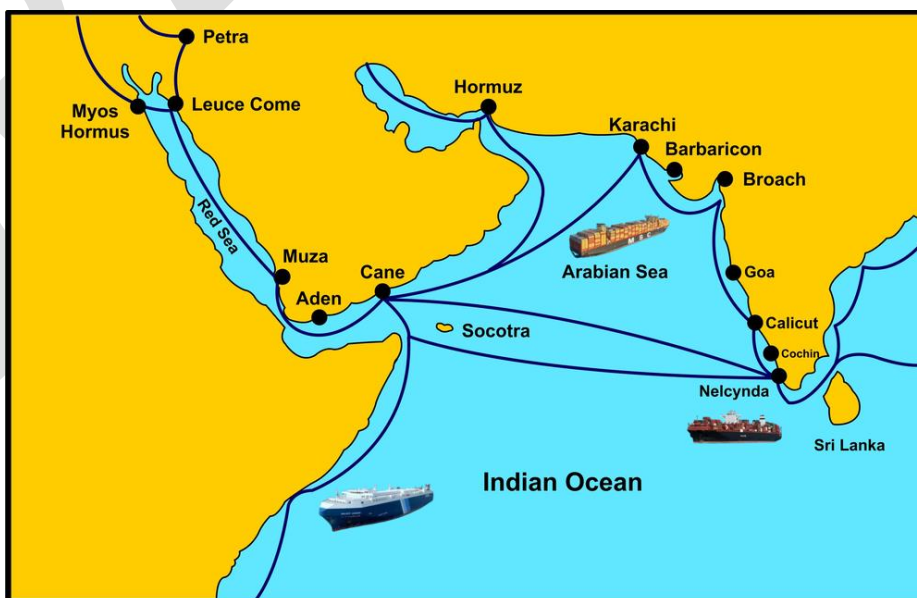 Petra
Hormuz
Leuce Come
Myos
Hormus
Karachi
Barbaricon
Broach
Red Sea
MSC
Arabian Sea
Muza
Cane
Goa
Aden
Socotra
Calicut
Cochin
Nelcynda
Sri Lanka
Indian Ocean